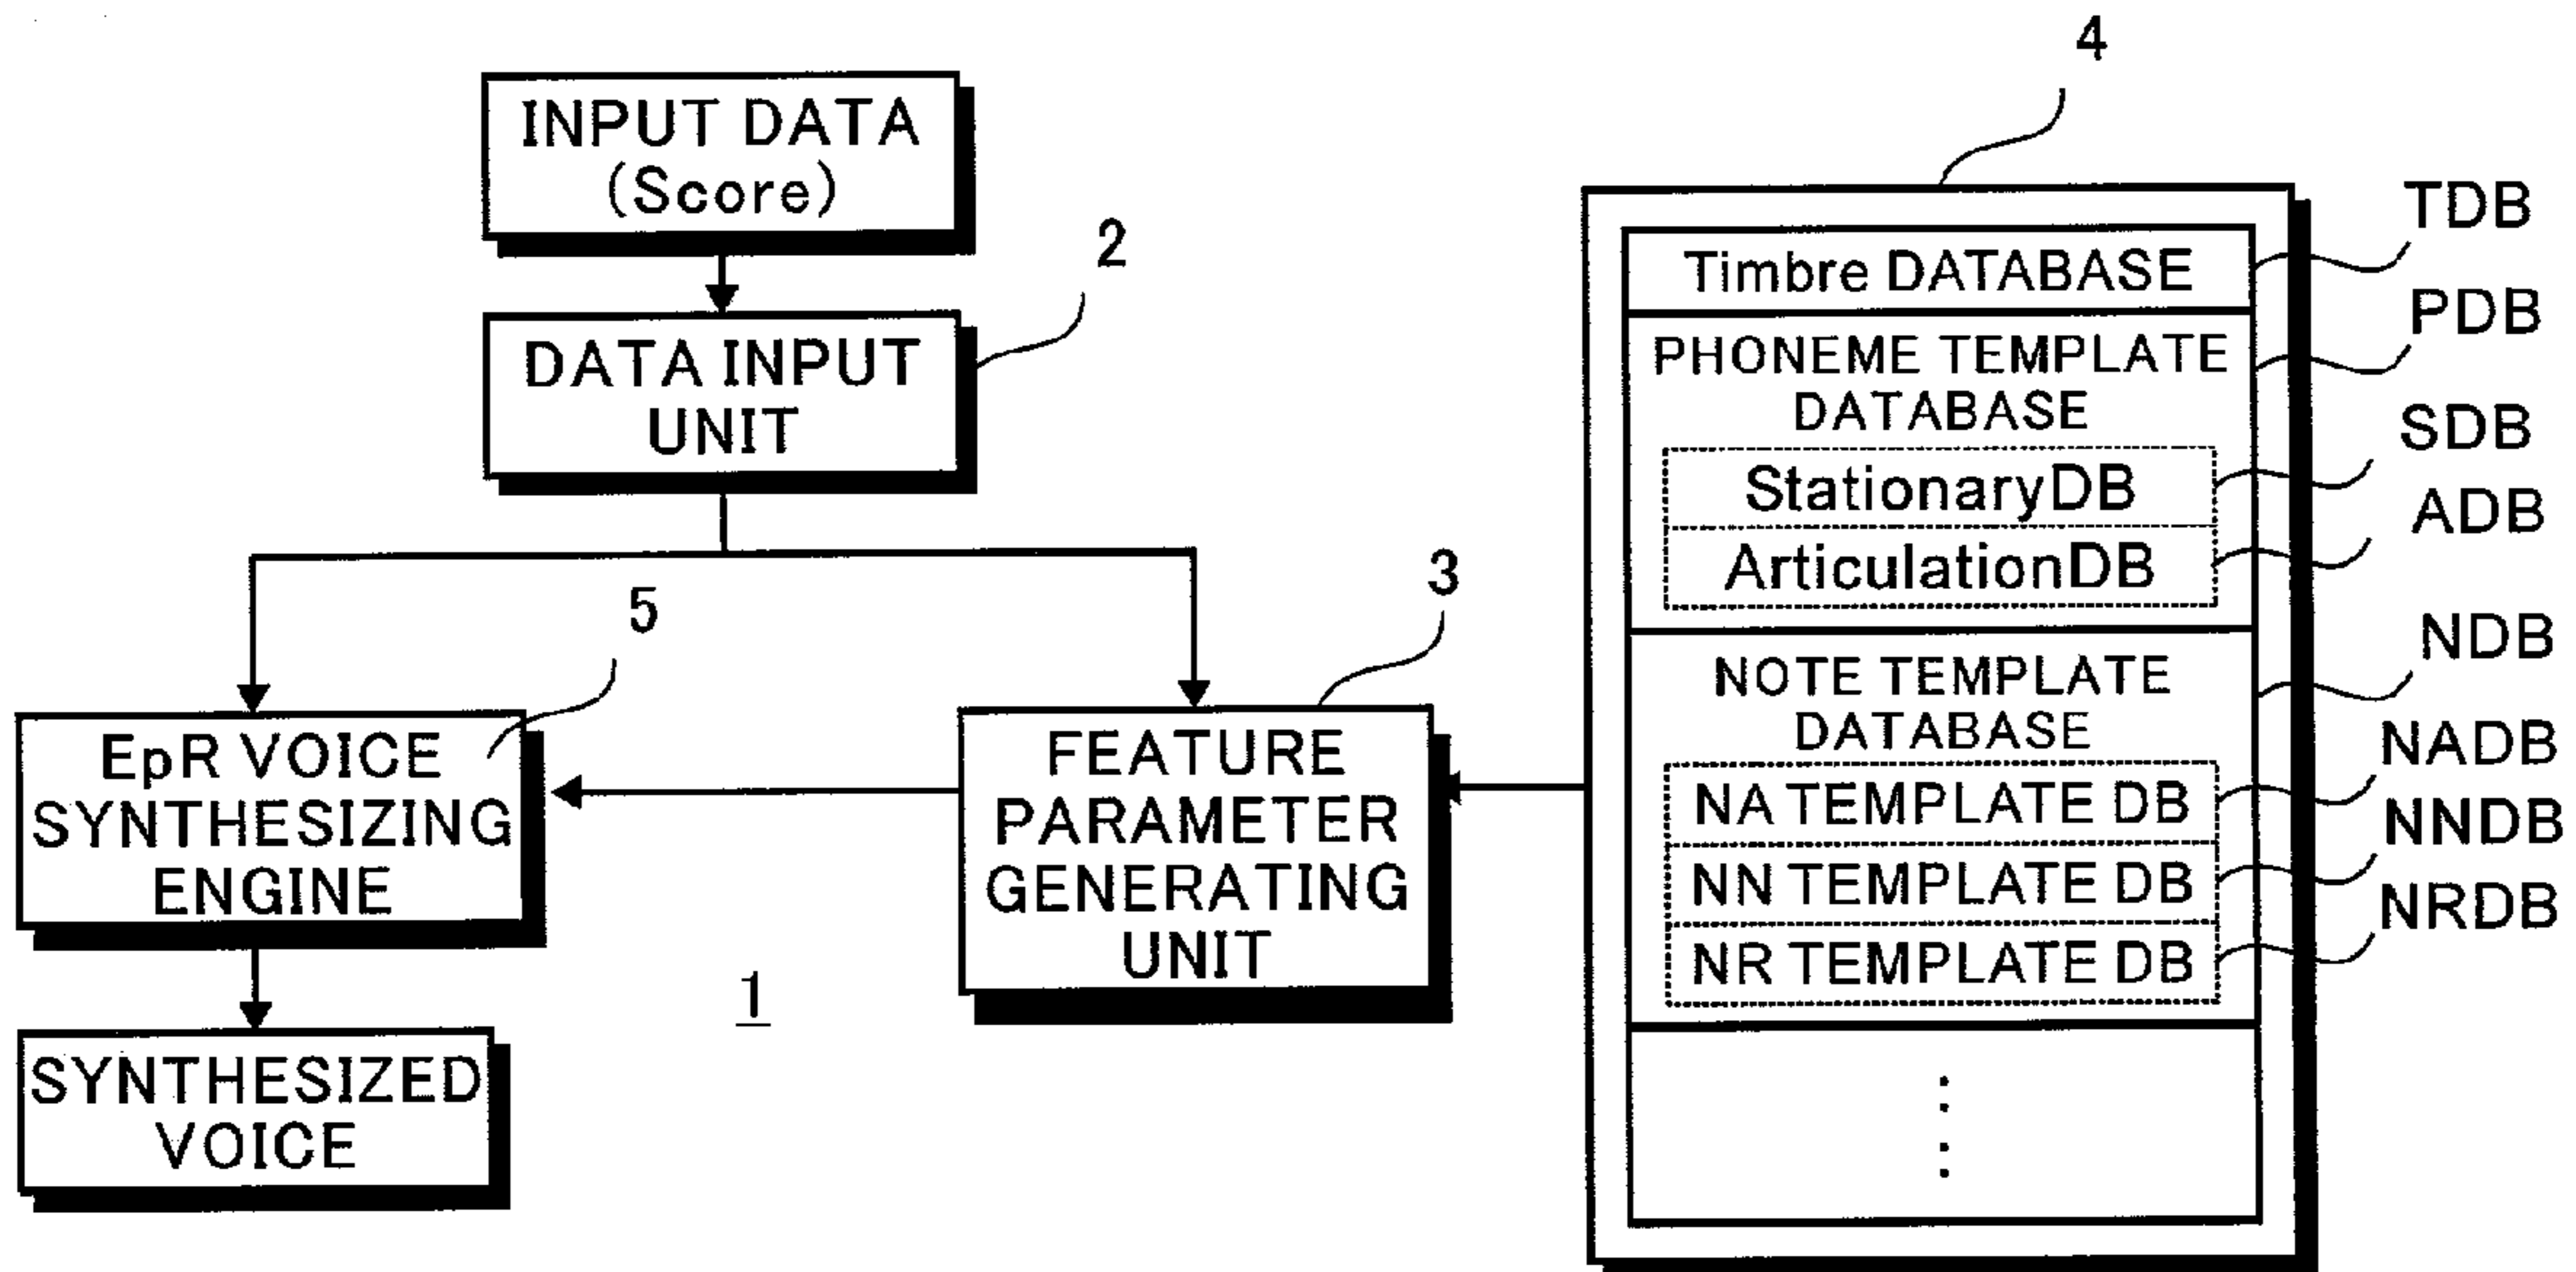 INPUT DATA
(Score)
2
DATA INPUT
UNIT
5
EpR VOICE
SYNTHESIZING
ENGINE
SYNTHESIZED
VOICE
1
3
FEATURE
PARAMETER
GENERATING
UNIT
4
Timbre DATABASE
PHONEME TEMPLATE
DATABASE
StationaryDB
ArticulationDB
NOTE TEMPLATE
DATABASE
NA TEMPLATE DB
NN TEMPLATE DB
NR TEMPLATE DB
TDB
PDB
SDB
ADB
NDB
NADB
NNDB
NRDB